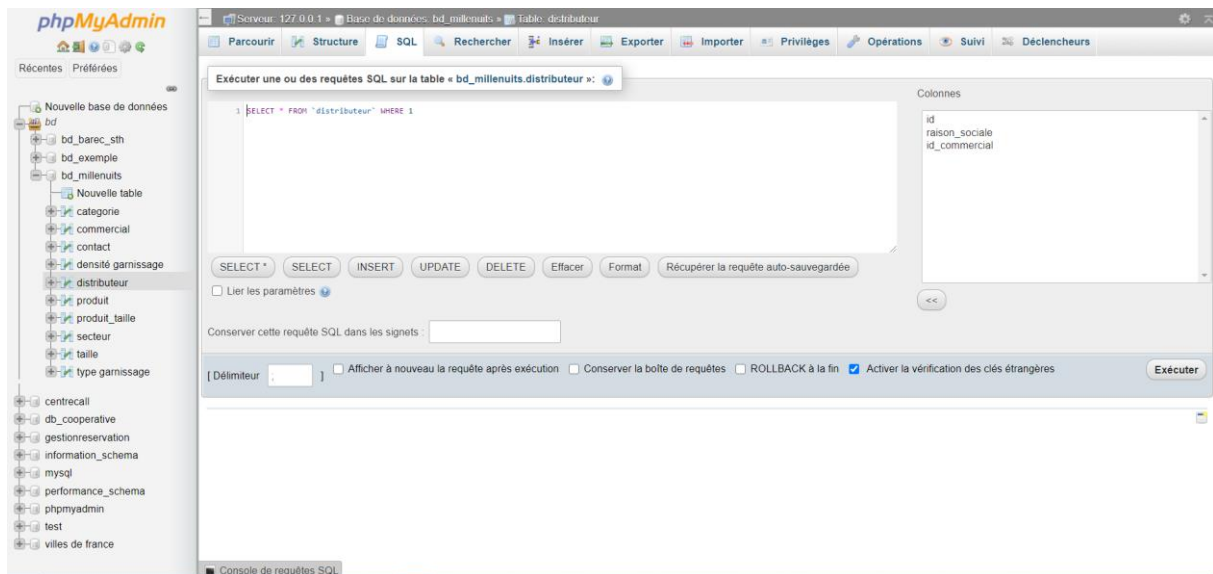 phpMyAdmin
Récentes Préférées
Nouvelle base de données
bd
bd_barec_sth
bd_exemple
bd_millenuits
Nouvelle table
categorie
commercial
contact
densité garnissage
distributeur
produit
produit_taille
secteur
taille
type garnissage
centrecall
db_cooperative
gestionreservation
information_schema
mysql
performance_schema
phpmyadmin
test
villes de france
Serveur: 127.0.0.1 » Base de données: bd_millenuits » Table: distributeur
Parcourir Structure SQL Rechercher Insérer Exporter Importer Privilèges Opérations Suivi Déclencheurs
Exécuter une ou des requêtes SQL sur la table « bd_millenuits.distributeur »:
1 SELECT * FROM `distributeur` WHERE 1
Colonnes
id
raison_sociale
id_commercial
SELECT * SELECT INSERT UPDATE DELETE Effacer Format Récupérer la requête auto-sauvegardée
<<
Lier les paramètres
Conserver cette requête SQL dans les signets :
[ Délimiteur ; ] Afficher à nouveau la requête après exécution Conserver la boîte de requêtes ROLLBACK à la fin Activer la vérification des clés étrangères Exécuter
Console de requêtes SQL